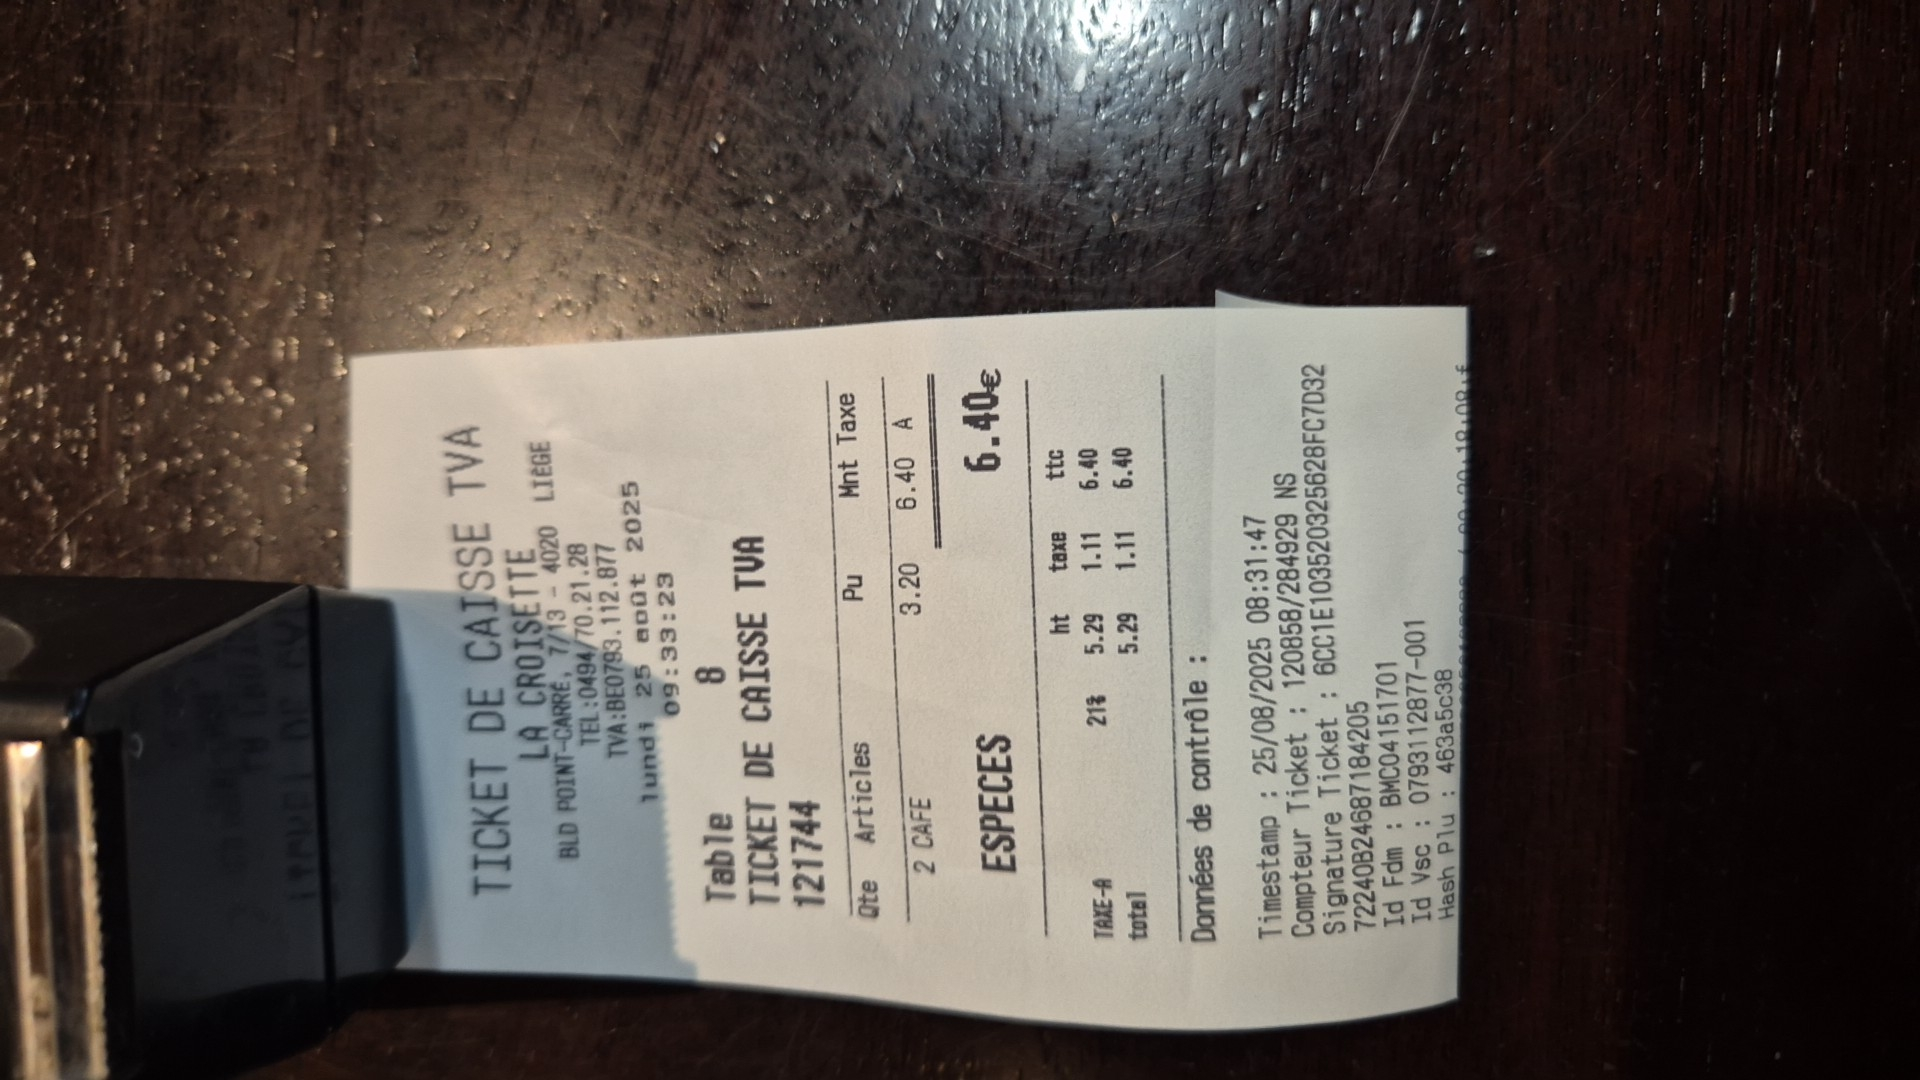 TICKET DE CAISSE TVA
LA CROISETTE
BLD POINT-CARRÉ, 7/13 - 4020 LIÈGE
TEL:0494/70.21.28
TVA:BE0793.112.877
lundi 25 août 2025
09:33:23
Table 8
TICKET DE CAISSE TVA
121744
Qte Articles Pu Mnt Taxe
2 CAFE 3.20 6.40 A
ESPECES 6.40€
ht taxe ttc
TAXE-A 21% 5.29 1.11 6.40
total 5.29 1.11 6.40
Données de contrôle :
Timestamp : 25/08/2025 08:31:47
Compteur Ticket : 120858/284929 NS
Signature Ticket : 6CC1E1035203256​28FC7D32
72240B24687184205
Id Fdm : BMC04151701
Id Vsc : 0793112877-001
Hash Plu : 463a5c38